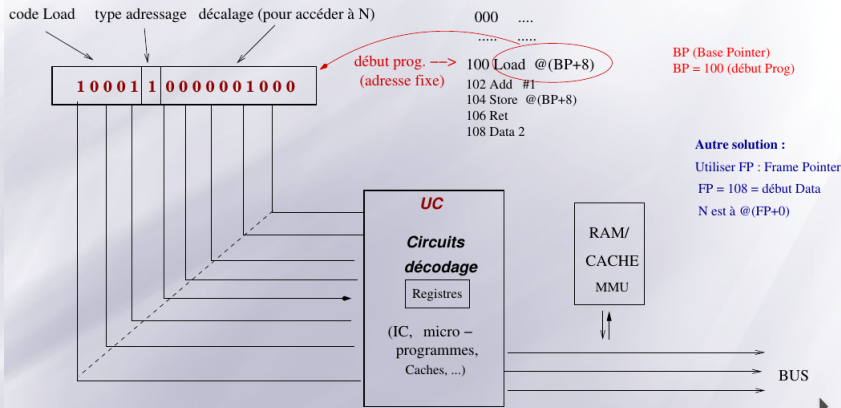 code Load type adressage décalage (pour accéder à N)
1 0 0 0 1 1 0 0 0 0 0 0 1 0 0 0
début prog. −−>
(adresse fixe)
000 ....
..... .....
100 Load @(BP+8)
102 Add #1
104 Store @(BP+8)
106 Ret
108 Data 2
BP (Base Pointer)
BP = 100 (début Prog)
Autre solution :
Utiliser FP : Frame Pointer
FP = 108 = début Data
N est à @(FP+0)
UC
Circuits
décodage
Registres
(IC, micro −
programmes,
Caches, ...)
RAM/
CACHE
MMU
BUS